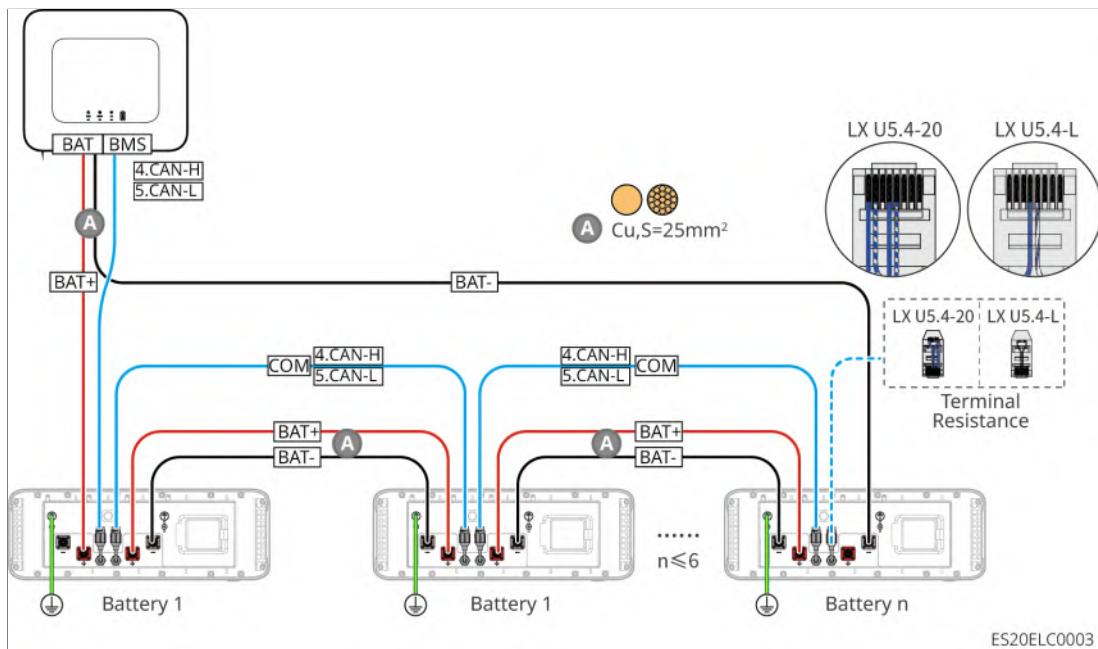 BAT BMS
4.CAN-H
5.CAN-L
A
A Cu,S=25mm²
LX U5.4-20 LX U5.4-L
BAT+
BAT-
LX U5.4-20 LX U5.4-L
Terminal
Resistance
COM 4.CAN-H
5.CAN-L
4.CAN-H COM
5.CAN-L
BAT+
BAT-
A
BAT+
BAT-
A
- + + -
- + + -
- + + -
......
n≤6
Battery 1
Battery 1
Battery n
ES20ELC0003